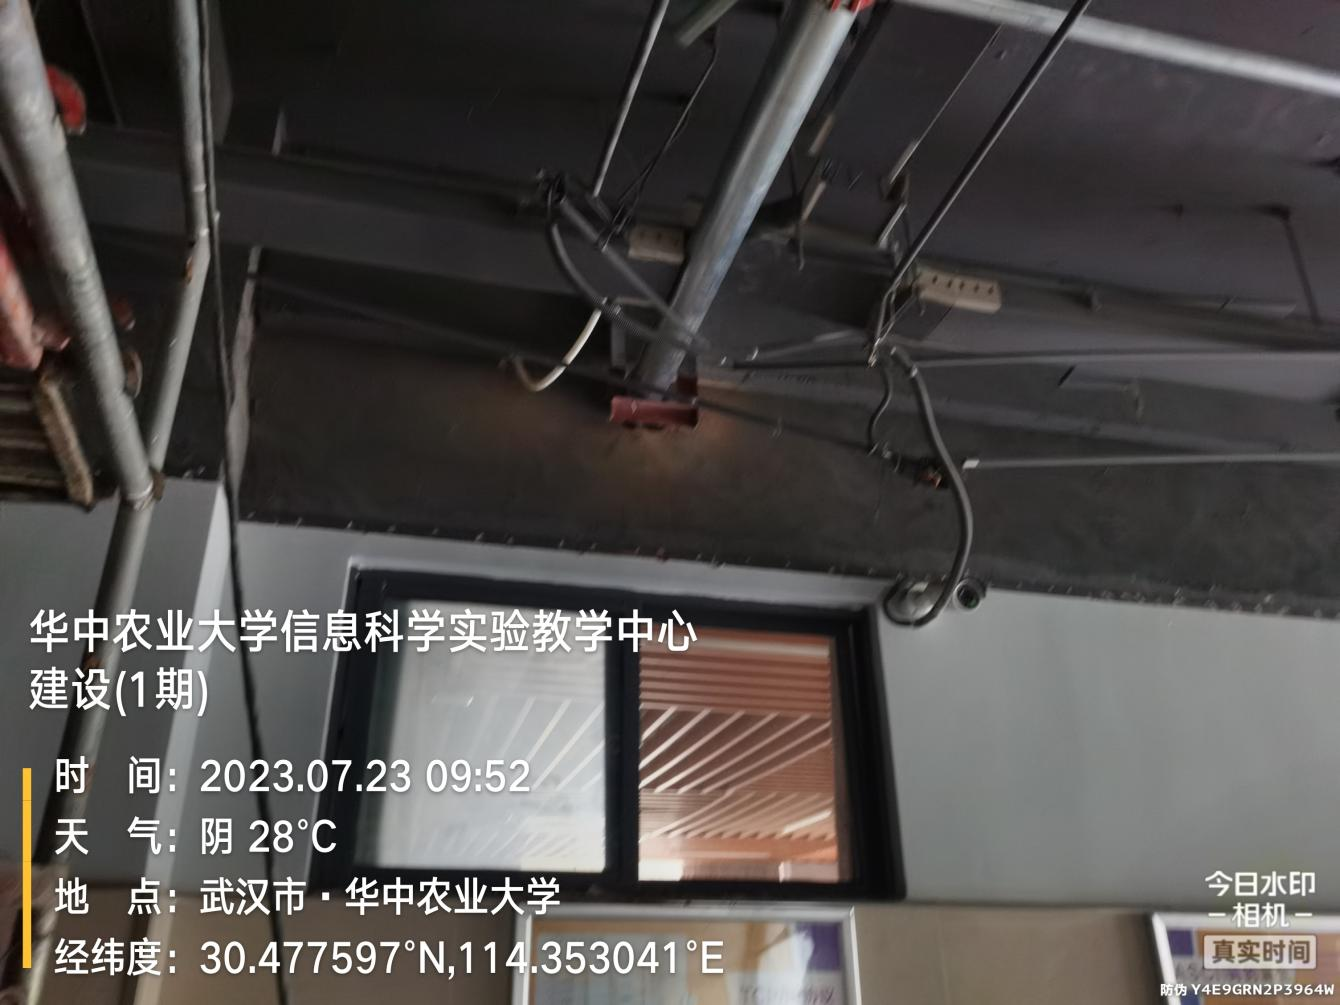 华中农业大学信息科学实验教学中心
建设(1期)
时 间：2023.07.23 09:52
天 气：阴 28°C
地 点：武汉市·华中农业大学
经纬度：30.477597°N,114.353041°E
今日水印
相机
真实时间
防伪 Y4E9GRN2P3964W